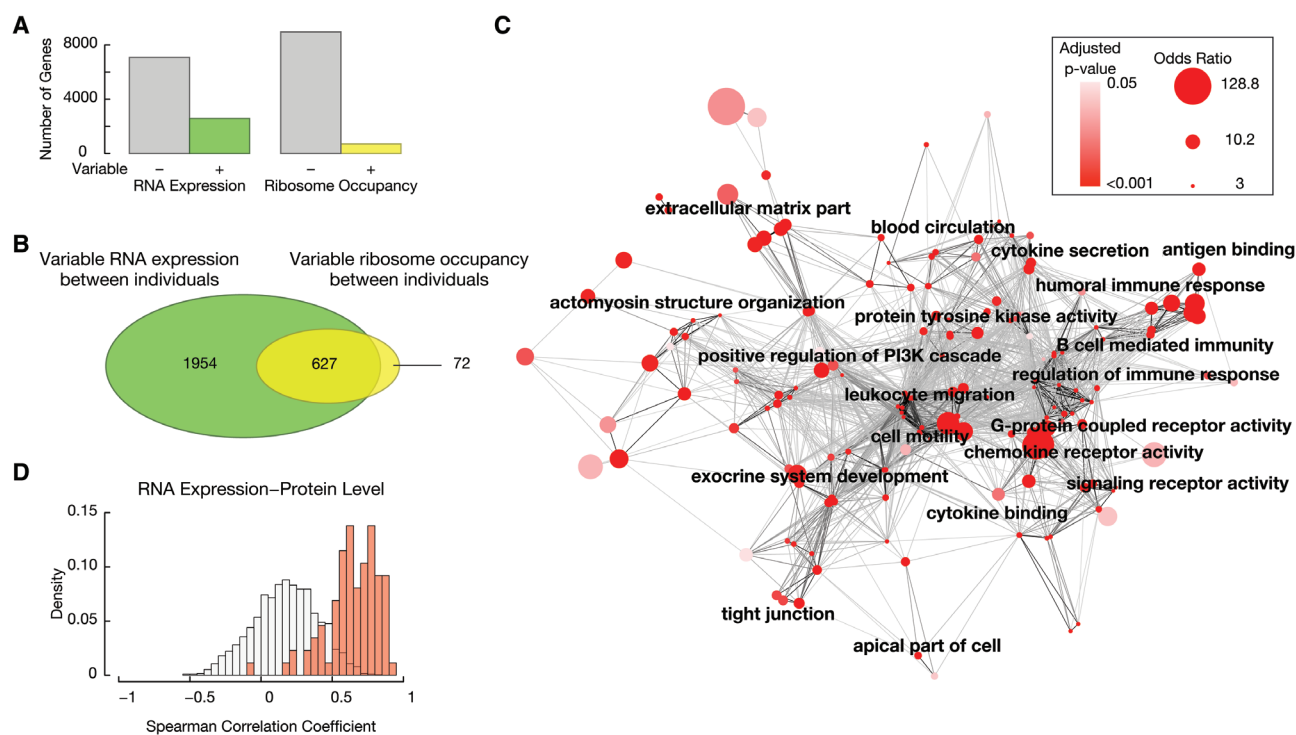 A
Number of Genes
8000
4000
0
Variable
−
+
−
+
RNA Expression
Ribosome Occupancy
B
Variable RNA expression
between individuals
Variable ribosome occupancy
between individuals
1954
627
72
D
RNA Expression−Protein Level
Density
0.15
0.10
0.05
0
−1
−0.5
0
0.5
1
Spearman Correlation Coefficient
C
Adjusted
p-value
0.05
<0.001
Odds Ratio
128.8
10.2
3
extracellular matrix part
blood circulation
cytokine secretion
antigen binding
humoral immune response
actomyosin structure organization
protein tyrosine kinase activity
B cell mediated immunity
positive regulation of PI3K cascade
regulation of immune response
leukocyte migration
G-protein coupled receptor activity
cell motility
chemokine receptor activity
exocrine system development
signaling receptor activity
cytokine binding
tight junction
apical part of cell